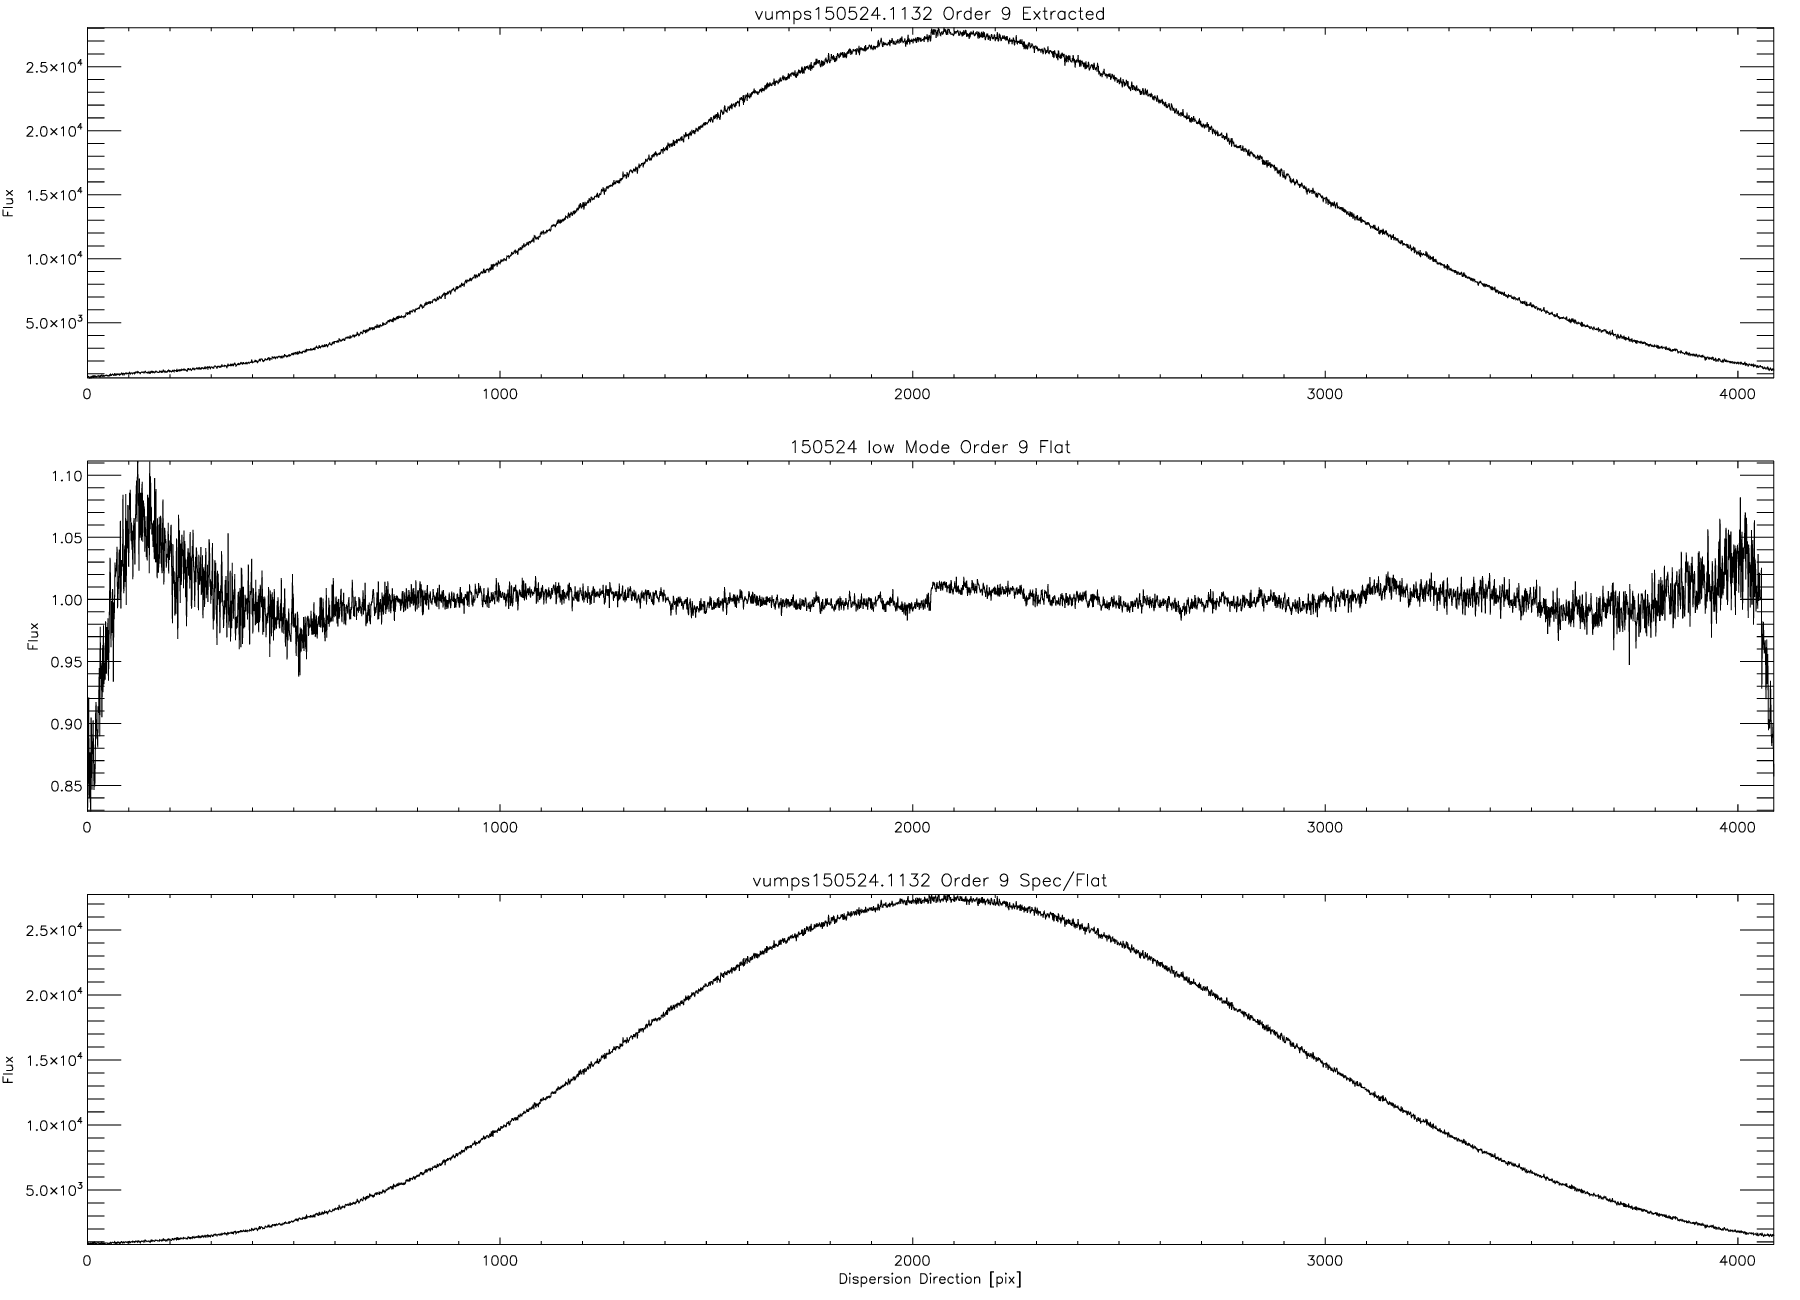 vumps150524.1132 Order 9 Extracted
2.5×10⁴
2.0×10⁴
1.5×10⁴
1.0×10⁴
5.0×10³
Flux
0 1000 2000 3000 4000
150524 low Mode Order 9 Flat
1.10
1.05
1.00
0.95
0.90
0.85
Flux
0 1000 2000 3000 4000
vumps150524.1132 Order 9 Spec/Flat
2.5×10⁴
2.0×10⁴
1.5×10⁴
1.0×10⁴
5.0×10³
Flux
0 1000 2000 3000 4000
Dispersion Direction [pix]